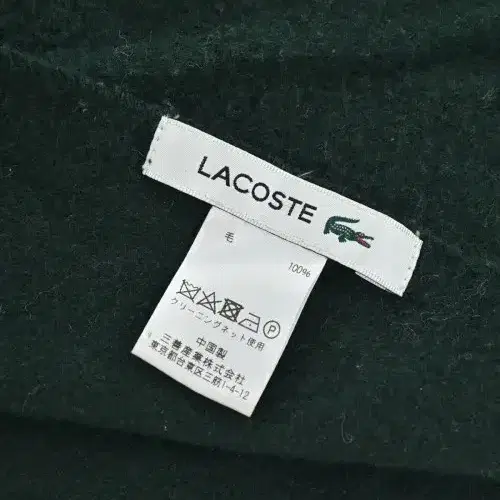 LACOSTE
毛 100%
P
クリーニングネット使用
中国製
三善産業株式会社
東京都台東区三筋1-4-12